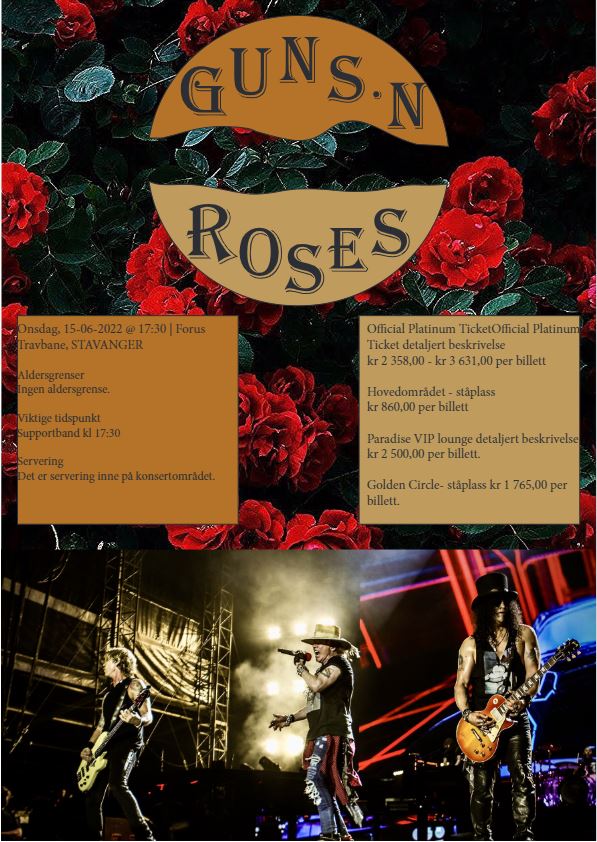 GUNS.N
ROSES
Onsdag, 15-06-2022 @ 17:30 | Forus
Travbane, STAVANGER
Aldersgrenser
Ingen aldersgrense.
Viktige tidspunkt
Supportband kl 17:30
Servering
Det er servering inne på konsertområdet.
Official Platinum TicketOfficial Platinum
Ticket detaljert beskrivelse
kr 2 358,00 - kr 3 631,00 per billett
Hovedområdet - ståplass
kr 860,00 per billett
Paradise VIP lounge detaljert beskrivelse
kr 2 500,00 per billett.
Golden Circle- ståplass kr 1 765,00 per
billett.